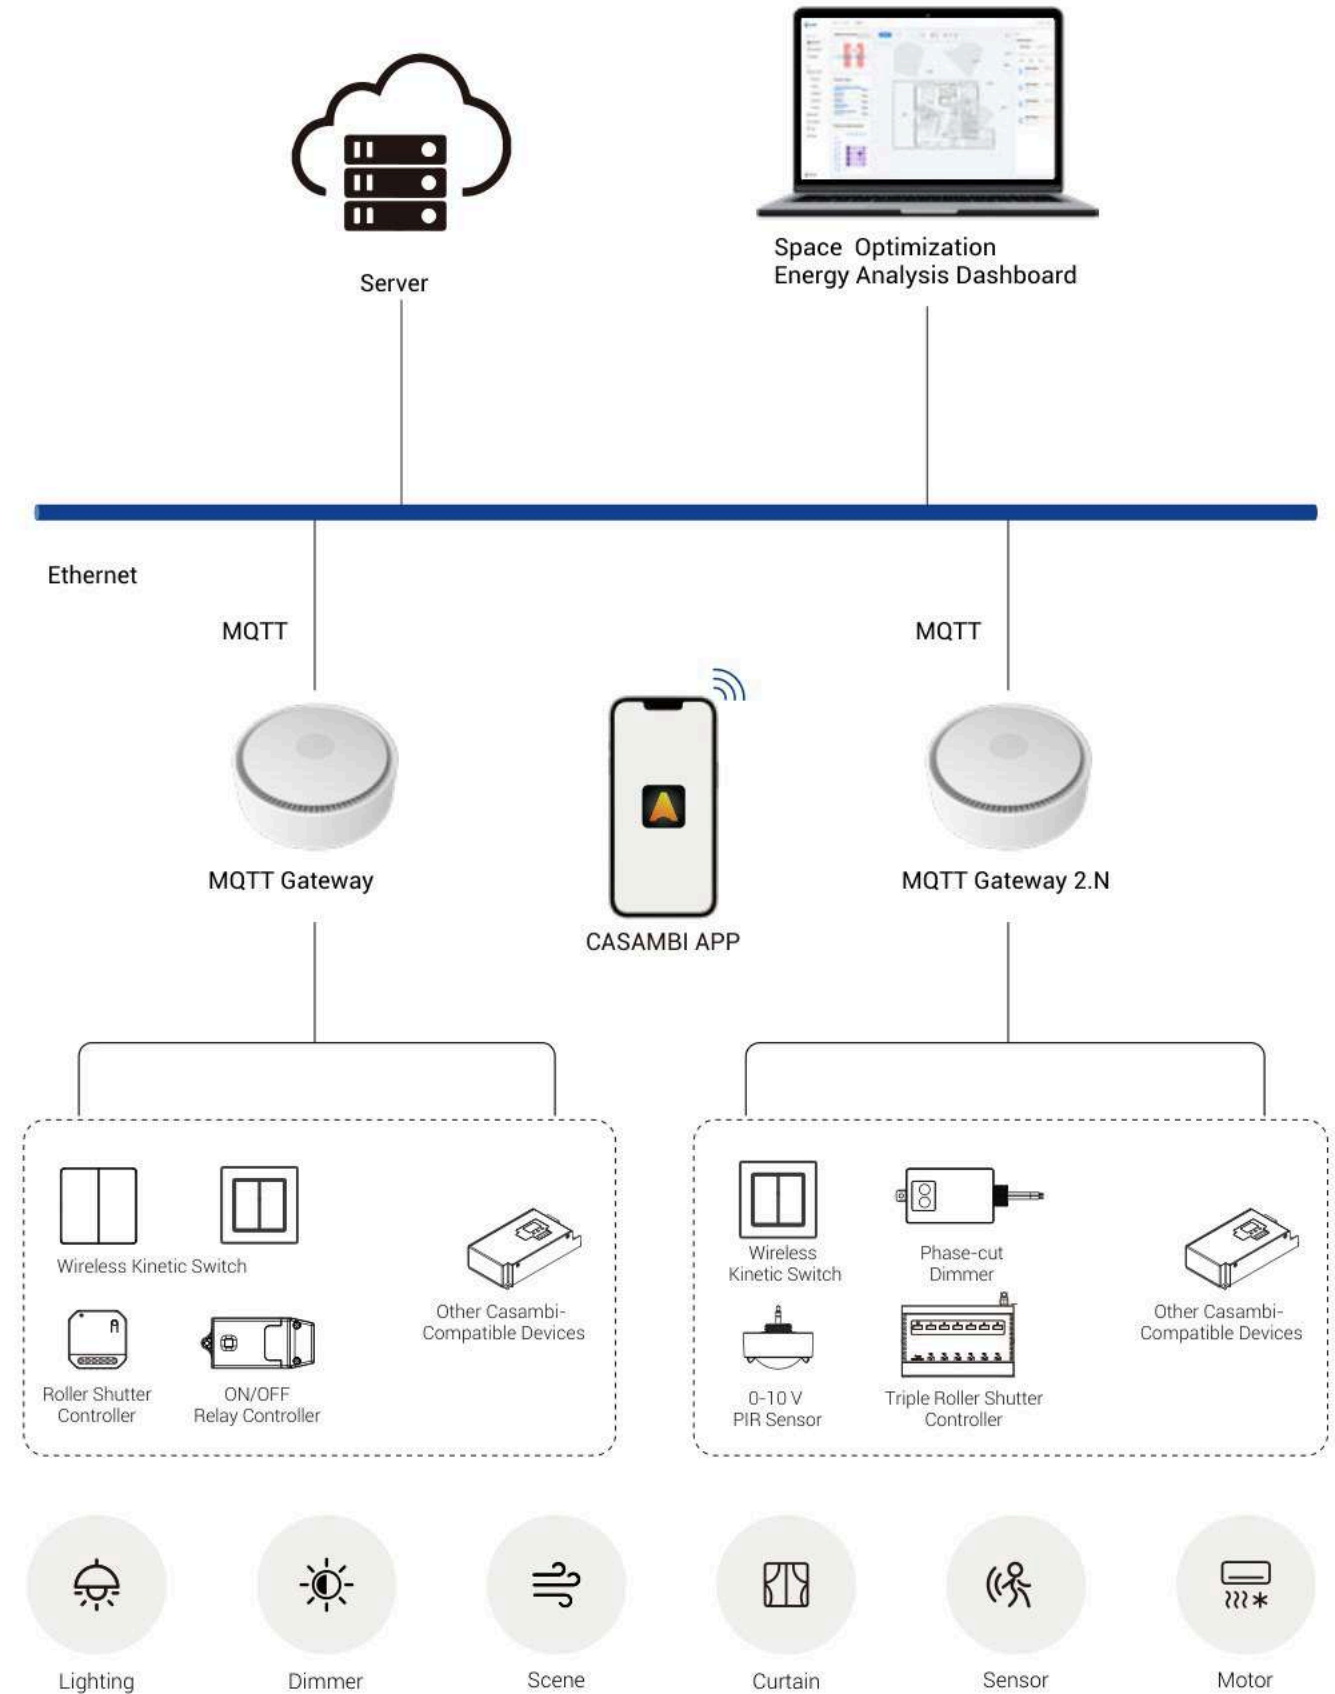 Server
Space Optimization
Energy Analysis Dashboard
Ethernet
MQTT
MQTT
MQTT Gateway
CASAMBI APP
MQTT Gateway 2.N
Wireless Kinetic Switch
Other Casambi-
Compatible Devices
Roller Shutter
Controller
ON/OFF
Relay Controller
Wireless
Kinetic Switch
Phase-cut
Dimmer
Other Casambi-
Compatible Devices
0-10 V
PIR Sensor
Triple Roller Shutter
Controller
Lighting
Dimmer
Scene
Curtain
Sensor
Motor